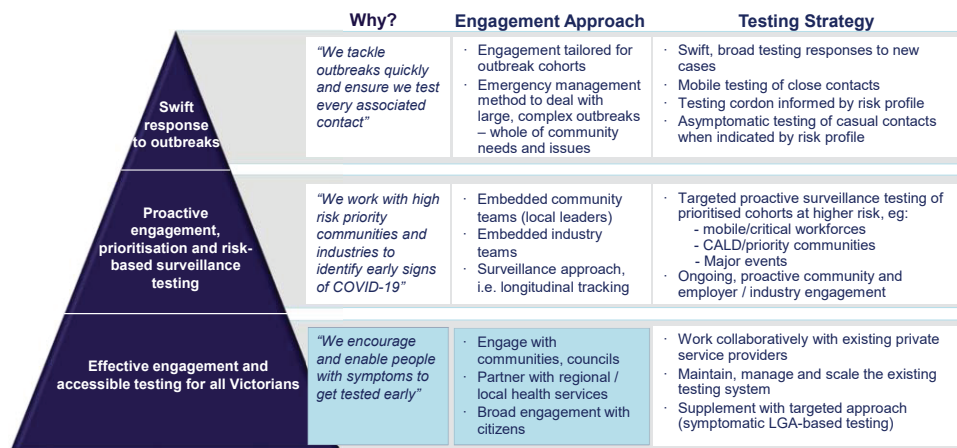 Why?
Engagement Approach
Testing Strategy
Swift
response
to outbreaks
“We tackle
outbreaks quickly
and ensure we test
every associated
contact”
· Engagement tailored for
outbreak cohorts
· Emergency management
method to deal with
large, complex outbreaks
– whole of community
needs and issues
· Swift, broad testing responses to new
cases
· Mobile testing of close contacts
· Testing cordon informed by risk profile
· Asymptomatic testing of casual contacts
when indicated by risk profile
Proactive
engagement,
prioritisation and risk-
based surveillance
testing
“We work with high
risk priority
communities and
industries to
identify early signs
of COVID-19”
· Embedded community
teams (local leaders)
· Embedded industry
teams
· Surveillance approach,
i.e. longitudinal tracking
· Targeted proactive surveillance testing of
prioritised cohorts at higher risk, eg:
- mobile/critical workforces
- CALD/priority communities
- Major events
· Ongoing, proactive community and
employer / industry engagement
Effective engagement and
accessible testing for all Victorians
“We encourage
and enable people
with symptoms to
get tested early”
· Engage with
communities, councils
· Partner with regional /
local health services
· Broad engagement with
citizens
· Work collaboratively with existing private
service providers
· Maintain, manage and scale the existing
testing system
· Supplement with targeted approach
(symptomatic LGA-based testing)